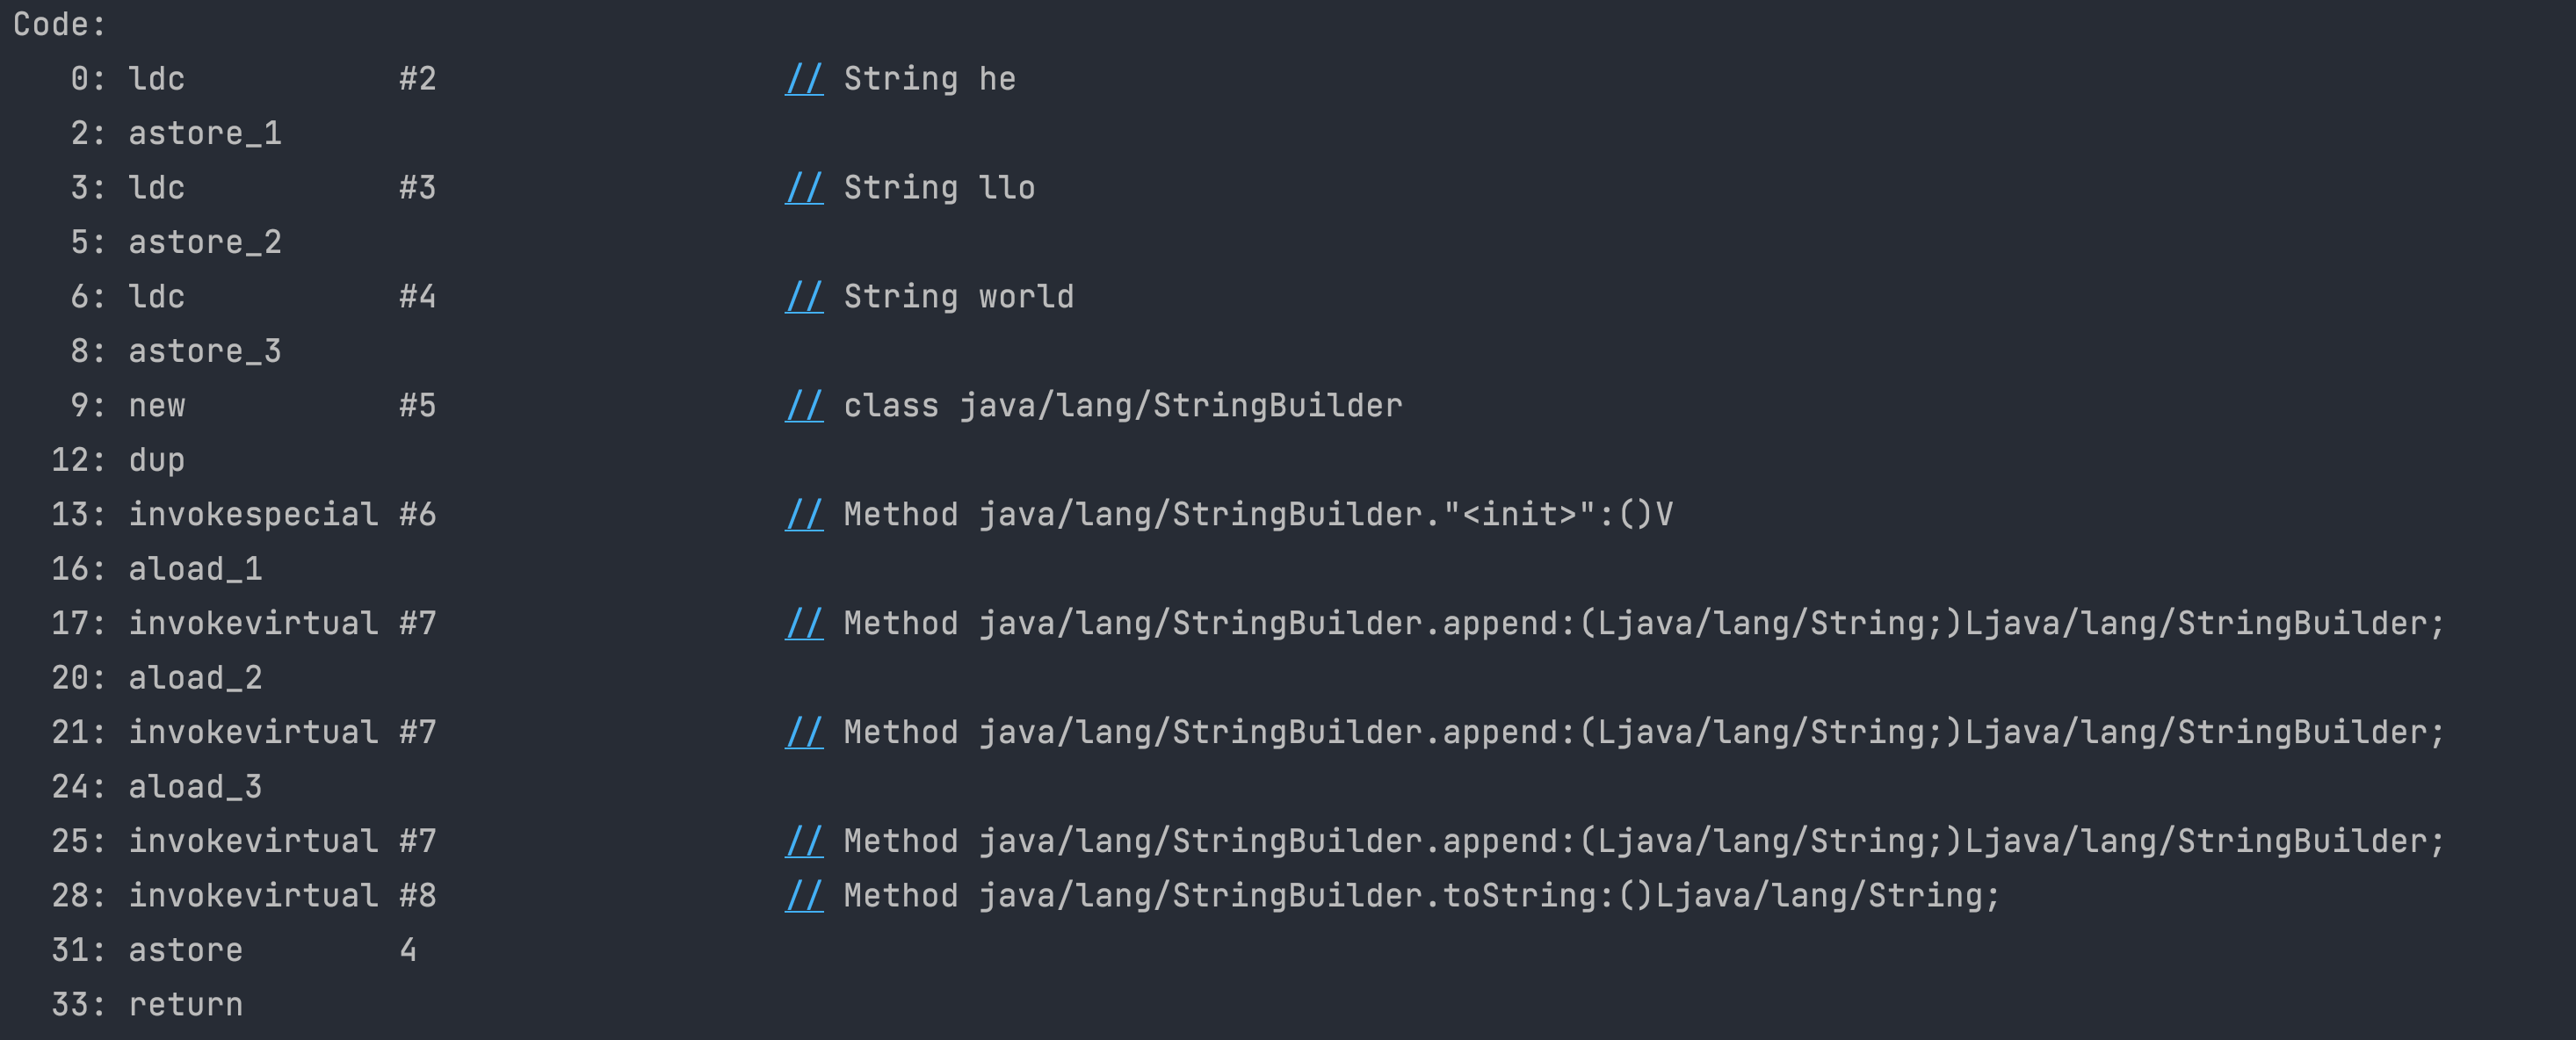 Code:
0: ldc #2 // String he
2: astore_1
3: ldc #3 // String llo
5: astore_2
6: ldc #4 // String world
8: astore_3
9: new #5 // class java/lang/StringBuilder
12: dup
13: invokespecial #6 // Method java/lang/StringBuilder."<init>":()V
16: aload_1
17: invokevirtual #7 // Method java/lang/StringBuilder.append:(Ljava/lang/String;)Ljava/lang/StringBuilder;
20: aload_2
21: invokevirtual #7 // Method java/lang/StringBuilder.append:(Ljava/lang/String;)Ljava/lang/StringBuilder;
24: aload_3
25: invokevirtual #7 // Method java/lang/StringBuilder.append:(Ljava/lang/String;)Ljava/lang/StringBuilder;
28: invokevirtual #8 // Method java/lang/StringBuilder.toString:()Ljava/lang/String;
31: astore 4
33: return